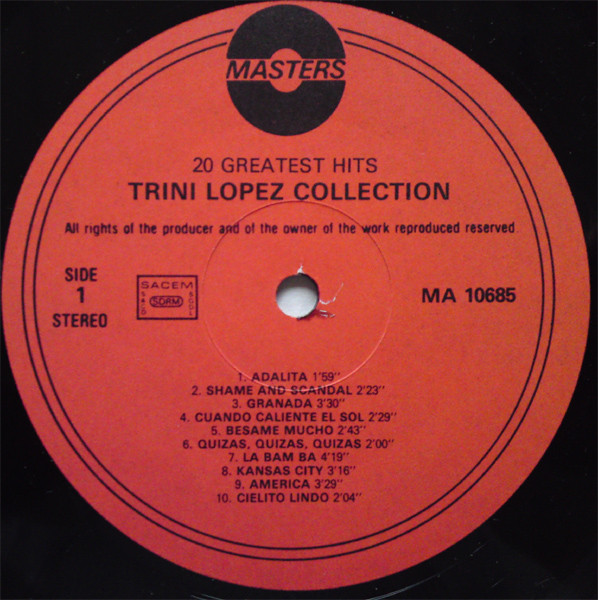 MASTERS
20 GREATEST HITS
TRINI LOPEZ COLLECTION
All rights of the producer and of the owner of the work reproduced reserved
SIDE
1
STEREO
SACEM
SDRM
SACD
SGDL
MA 10685
1. ADALITA 1'59''
2. SHAME AND SCANDAL 2'23''
3. GRANADA 3'30''
4. CUANDO CALIENTE EL SOL 2'29''
5. BESAME MUCHO 2'43''
6. QUIZAS, QUIZAS, QUIZAS 2'00''
7. LA BAM BA 4'19''
8. KANSAS CITY 3'16''
9. AMERICA 3'29''
10. CIELITO LINDO 2'04''